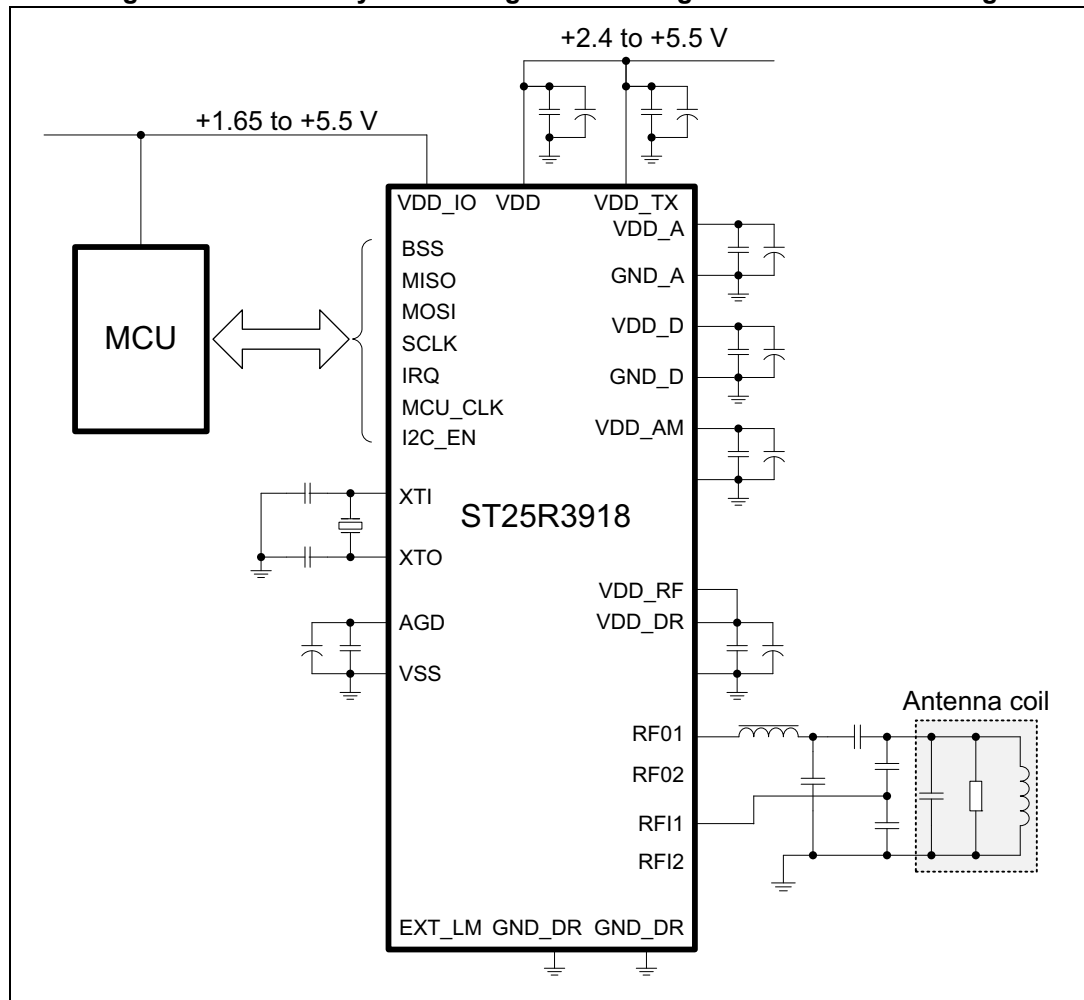 +2.4 to +5.5 V
+1.65 to +5.5 V
VDD_IO VDD VDD_TX
VDD_A
BSS
GND_A
MISO
MOSI
VDD_D
MCU
SCLK
IRQ
GND_D
MCU_CLK
VDD_AM
I2C_EN
XTI
ST25R3918
XTO
VDD_RF
AGD
VDD_DR
VSS
Antenna coil
RF01
RF02
RFI1
RFI2
EXT_LM GND_DR GND_DR